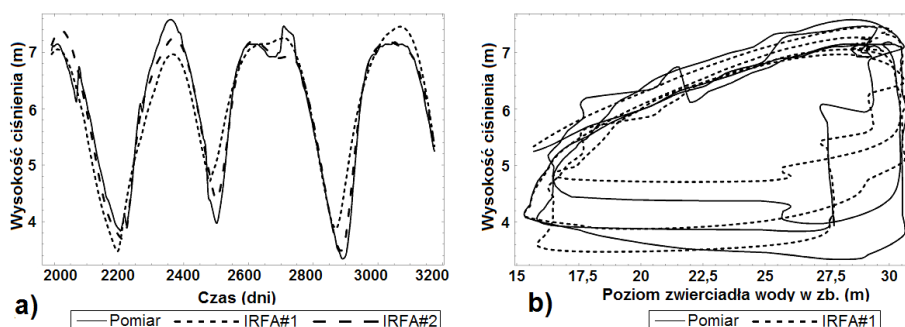 Wysokość ciśnienia (m)
7
6
5
4
2000 2200 2400 2600 2800 3000 3200
a)
Czas (dni)
Pomiar IRFA#1 IRFA#2
Wysokość ciśnienia (m)
7
6
5
4
15 17,5 20 22,5 25 27,5 30
b)
Poziom zwierciadła wody w zb. (m)
Pomiar IRFA#1